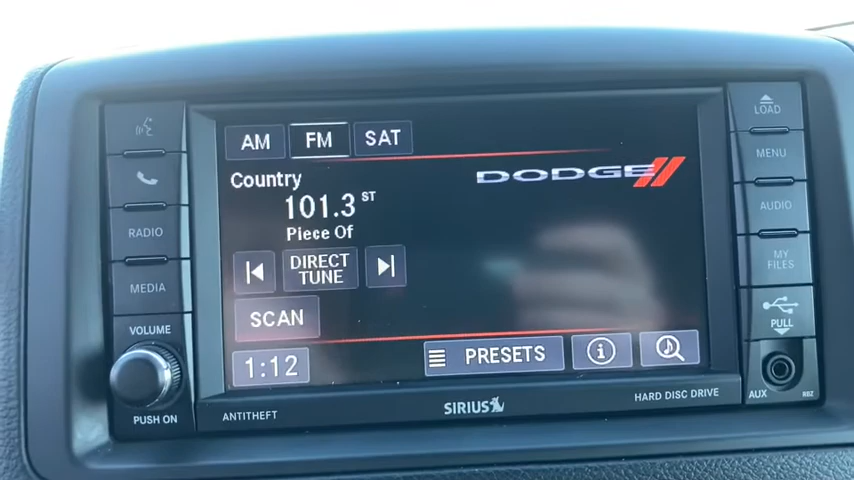 LOAD
AM FM SAT
MENU
Country
DODGE
101.3 ST
AUDIO
RADIO
Piece Of
DIRECT
TUNE
MY
FILES
MEDIA
SCAN
PULL
VOLUME
1:12
PRESETS
PUSH ON
ANTITHEFT
SIRIUS
HARD DISC DRIVE
AUX
RBZ